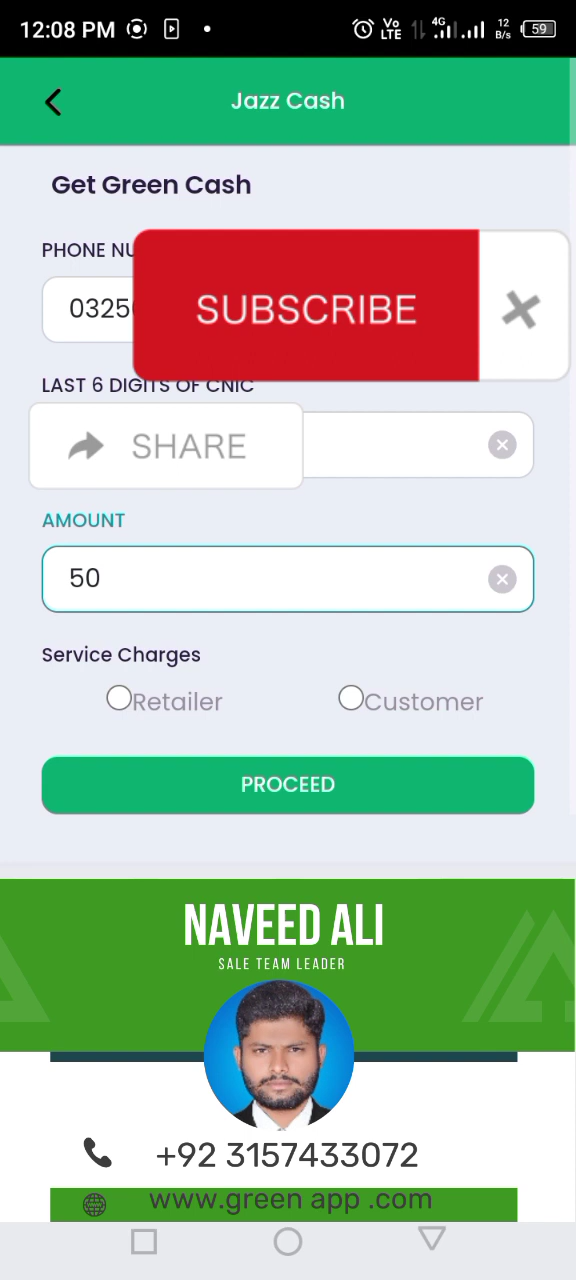 12:08 PM
Vo LTE
4G
12 B/s
59
Jazz Cash
Get Green Cash
PHONE NU
0325
SUBSCRIBE
LAST 6 DIGITS OF CNIC
SHARE
AMOUNT
50
Service Charges
Retailer Customer
PROCEED
NAVEED ALI
SALE TEAM LEADER
+92 3157433072
www.green app .com